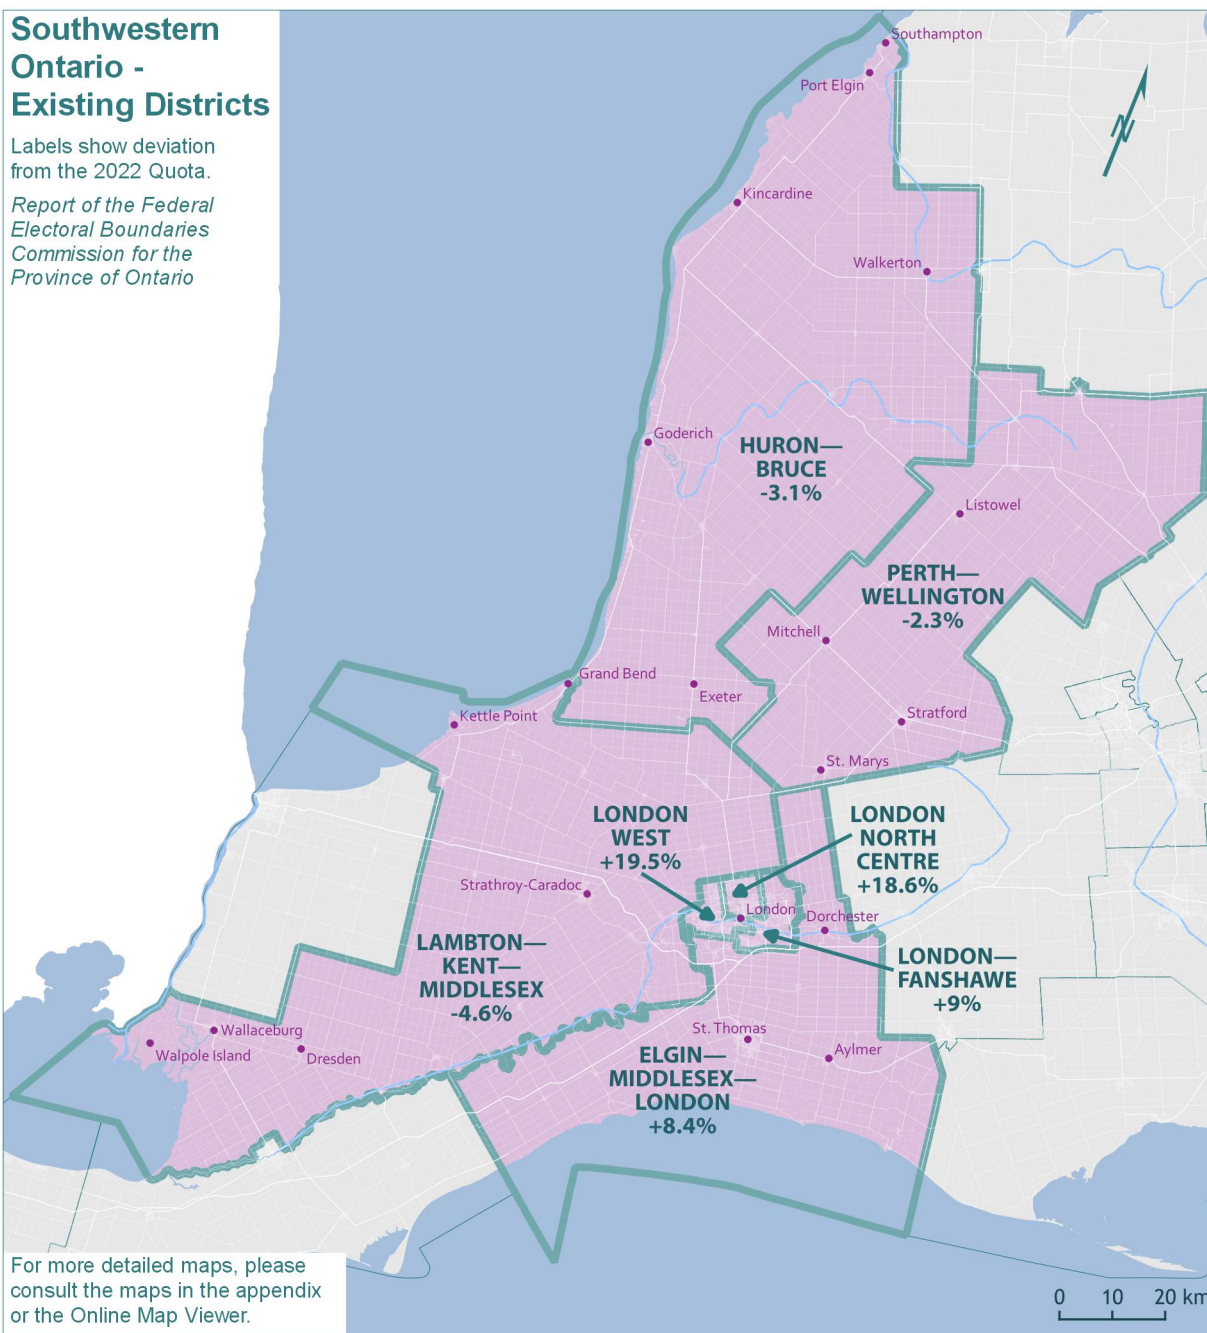 Southwestern
Ontario -
Existing Districts
Labels show deviation
from the 2022 Quota.
Report of the Federal
Electoral Boundaries
Commission for the
Province of Ontario
Southampton
Port Elgin
Kincardine
Walkerton
Goderich
HURON—
BRUCE
-3.1%
Listowel
PERTH—
WELLINGTON
-2.3%
Mitchell
Grand Bend
Exeter
Kettle Point
Stratford
St. Marys
LONDON
WEST
+19.5%
LONDON
NORTH
CENTRE
+18.6%
Strathroy-Caradoc
London
Dorchester
LAMBTON—
KENT—
MIDDLESEX
-4.6%
LONDON—
FANSHAWE
+9%
Wallaceburg
Walpole Island
Dresden
St. Thomas
Aylmer
ELGIN—
MIDDLESEX—
LONDON
+8.4%
For more detailed maps, please
consult the maps in the appendix
or the Online Map Viewer.
0 10 20 km